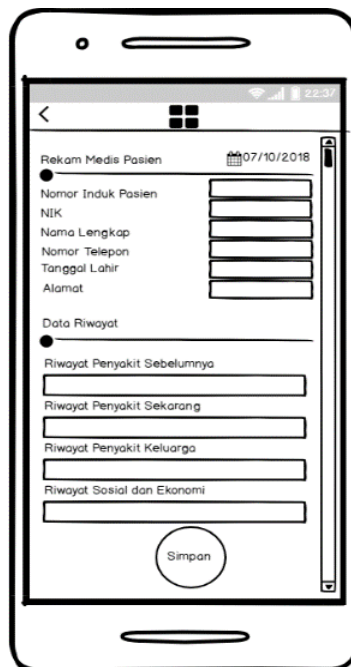 22:37
Rekam Medis Pasien 07/10/2018
Nomor Induk Pasien
NIK
Nama Lengkap
Nomor Telepon
Tanggal Lahir
Alamat
Data Riwayat
Riwayat Penyakit Sebelumnya
Riwayat Penyakit Sekarang
Riwayat Penyakit Keluarga
Riwayat Sosial dan Ekonomi
Simpan